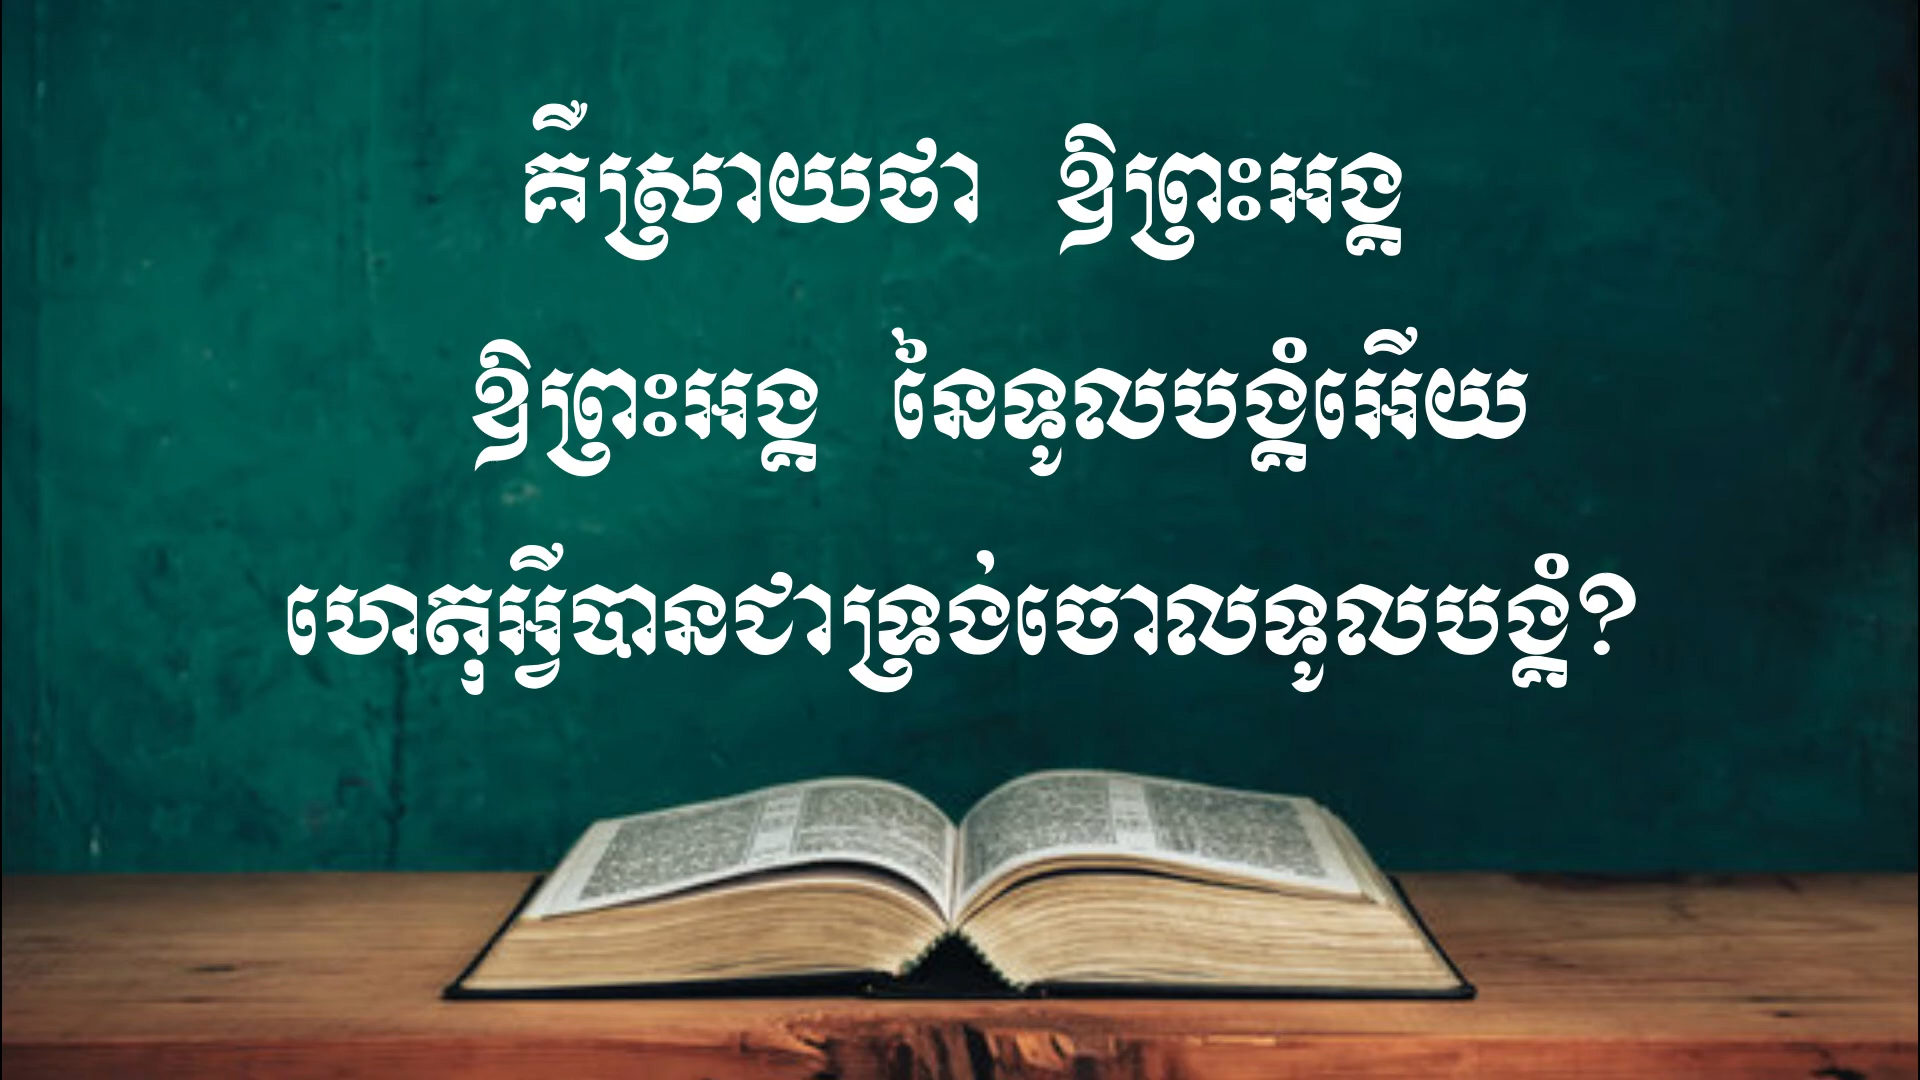 គឺស្រាយថា ឱព្រះអង្គ
ឱព្រះអង្គ នៃទូលបង្គំអើយ
ហេតុអ្វីបានជាទ្រង់ចោលទូលបង្គំ?